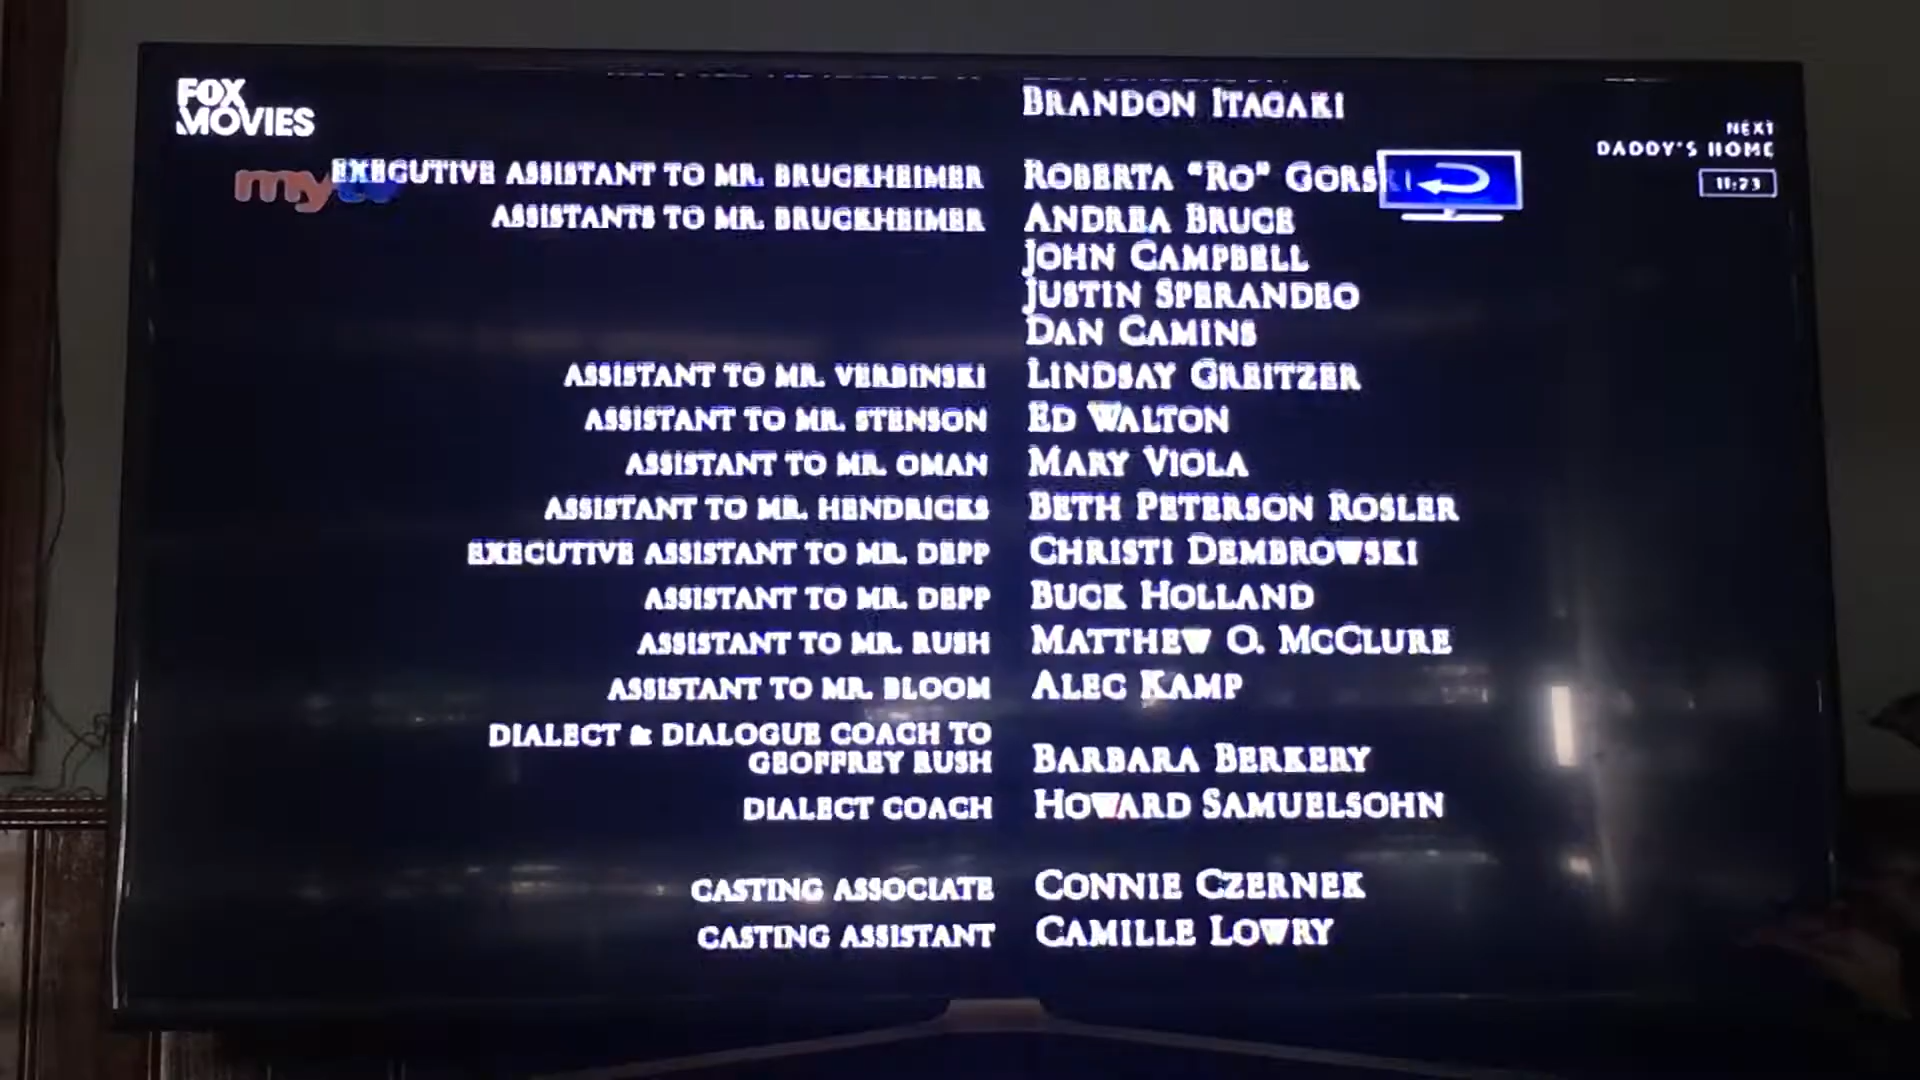 FOX
MOVIES
BRANDON ITAGAKI
NEXT
DADDY'S HOME
11:23
my
EXECUTIVE ASSISTANT TO MR. BRUCKHEIMER ROBERTA "RO" GORSKI
ASSISTANTS TO MR. BRUCKHEIMER ANDREA BRUCE
JOHN CAMPBELL
JUSTIN SPERANDEO
DAN CAMINS
ASSISTANT TO MR. VERBINSKI LINDSAY GREITZER
ASSISTANT TO MR. STENSON ED WALTON
ASSISTANT TO MR. OMAN MARY VIOLA
ASSISTANT TO MR. HENDRICKS BETH PETERSON ROSLER
EXECUTIVE ASSISTANT TO MR. DEPP CHRISTI DEMBROWSKI
ASSISTANT TO MR. DEPP BUCK HOLLAND
ASSISTANT TO MR. RUSH MATTHEW O. MCCLURE
ASSISTANT TO MR. BLOOM ALEC KAMP
DIALECT & DIALOGUE COACH TO
GEOFFREY RUSH BARBARA BERKERY
DIALECT COACH HOWARD SAMUELSOHN
CASTING ASSOCIATE CONNIE CZERNEK
CASTING ASSISTANT CAMILLE LOWRY